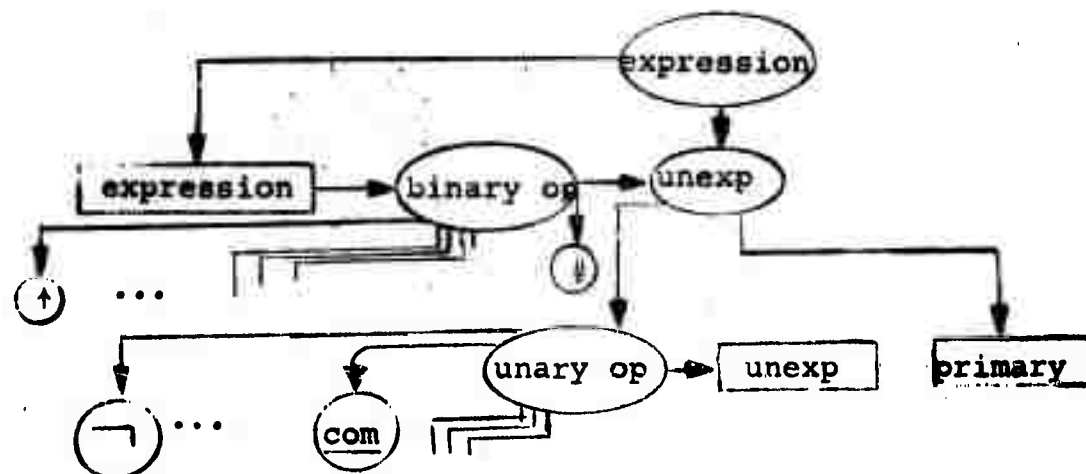 expression
expression
binary op
unexp
↑
...
unary op
unexp
primary
¬
...
com